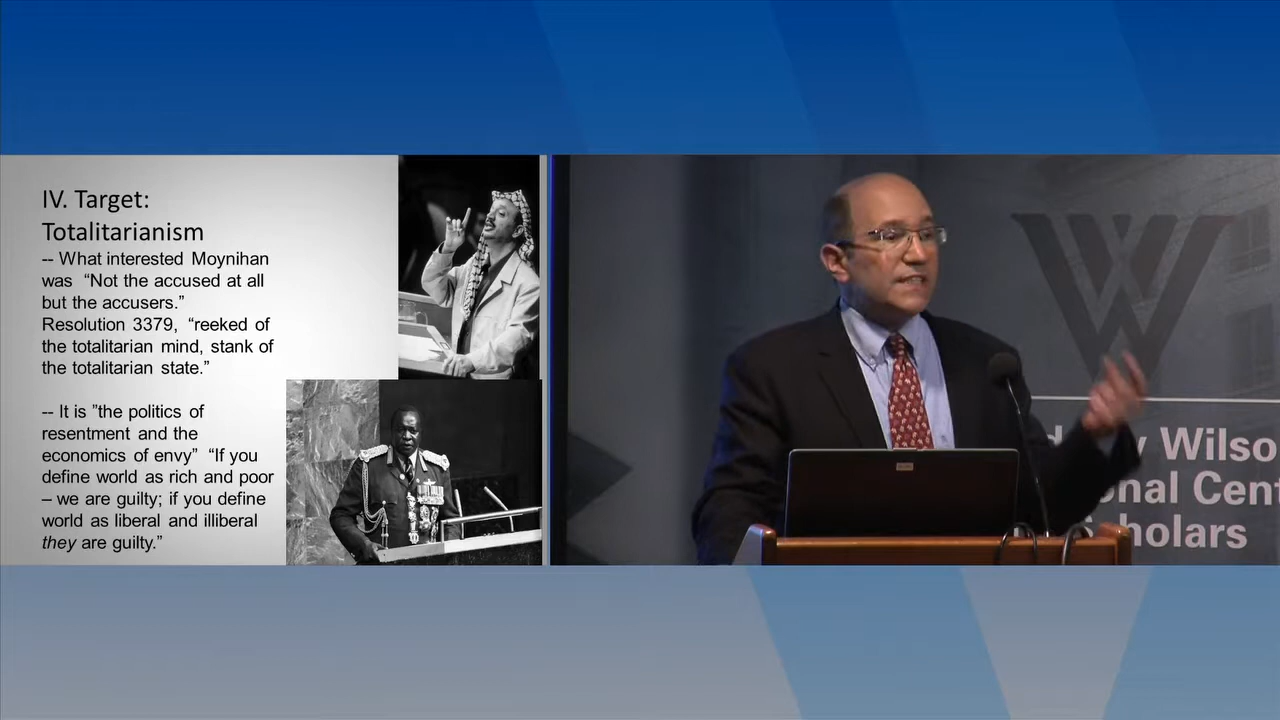 IV. Target:
Totalitarianism
-- What interested Moynihan
was “Not the accused at all
but the accusers.”
Resolution 3379, “reeked of
the totalitarian mind, stank of
the totalitarian state.”
-- It is ”the politics of
resentment and the
economics of envy” “If you
define world as rich and poor
– we are guilty; if you define
world as liberal and illiberal
they are guilty.”
W
Wilso
onal Cent
holars